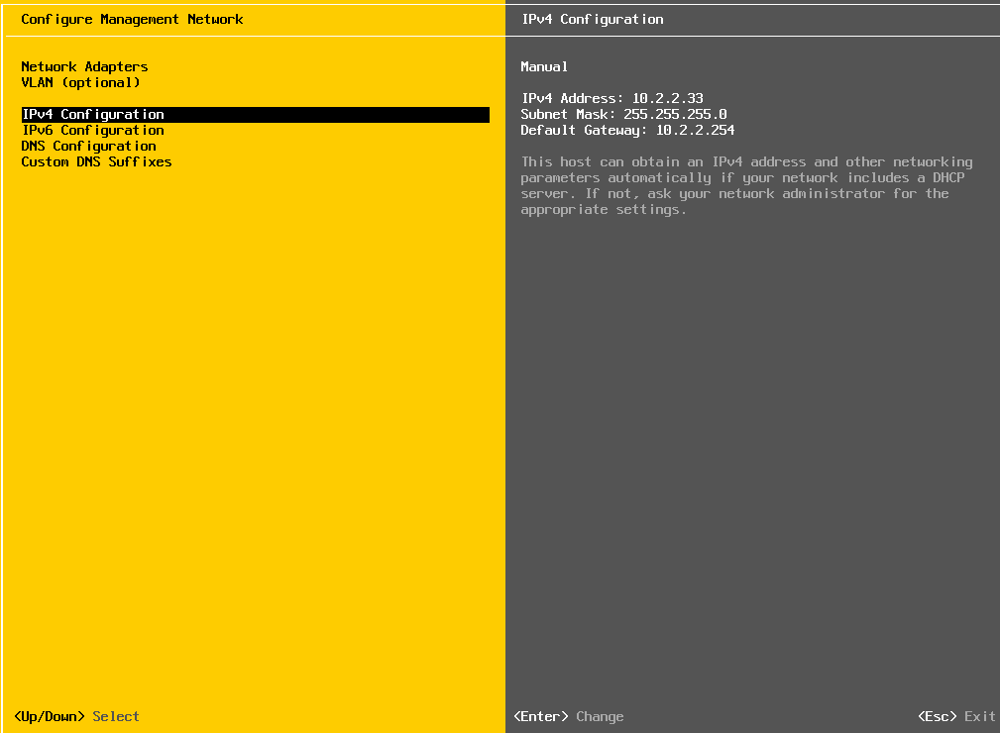 Configure Management Network
Network Adapters
VLAN (optional)
IPv4 Configuration
IPv6 Configuration
DNS Configuration
Custom DNS Suffixes
<Up/Down> Select
IPv4 Configuration
Manual
IPv4 Address: 10.2.2.33
Subnet Mask: 255.255.255.0
Default Gateway: 10.2.2.254
This host can obtain an IPv4 address and other networking
parameters automatically if your network includes a DHCP
server. If not, ask your network administrator for the
appropriate settings.
<Enter> Change
<Esc> Exit